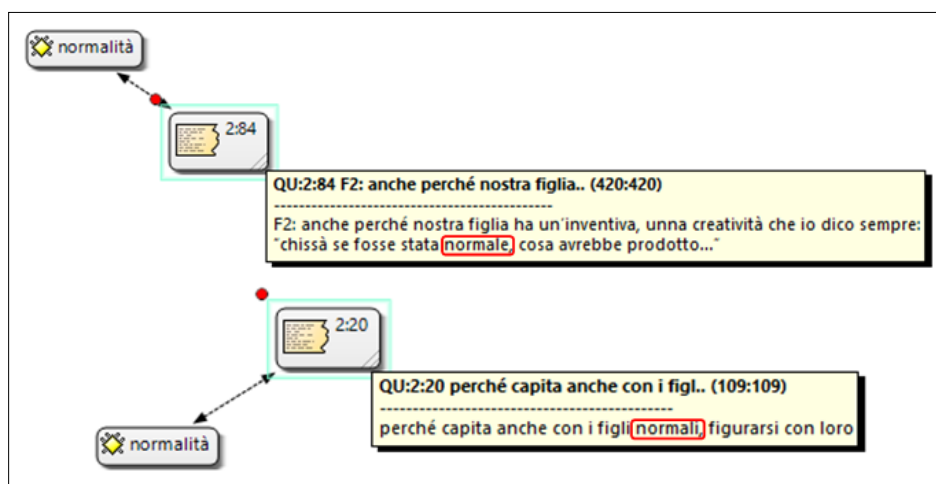 normalità
2:84
QU:2:84 F2: anche perché nostra figlia.. (420:420)
--------------------------------------------
F2: anche perché nostra figlia ha un´inventiva, unna creatività che io dico sempre:
"chissà se fosse stata normale, cosa avrebbe prodotto..."
2:20
QU:2:20 perché capita anche con i figl.. (109:109)
--------------------------------------------
perché capita anche con i figli normali, figurarsi con loro
normalità